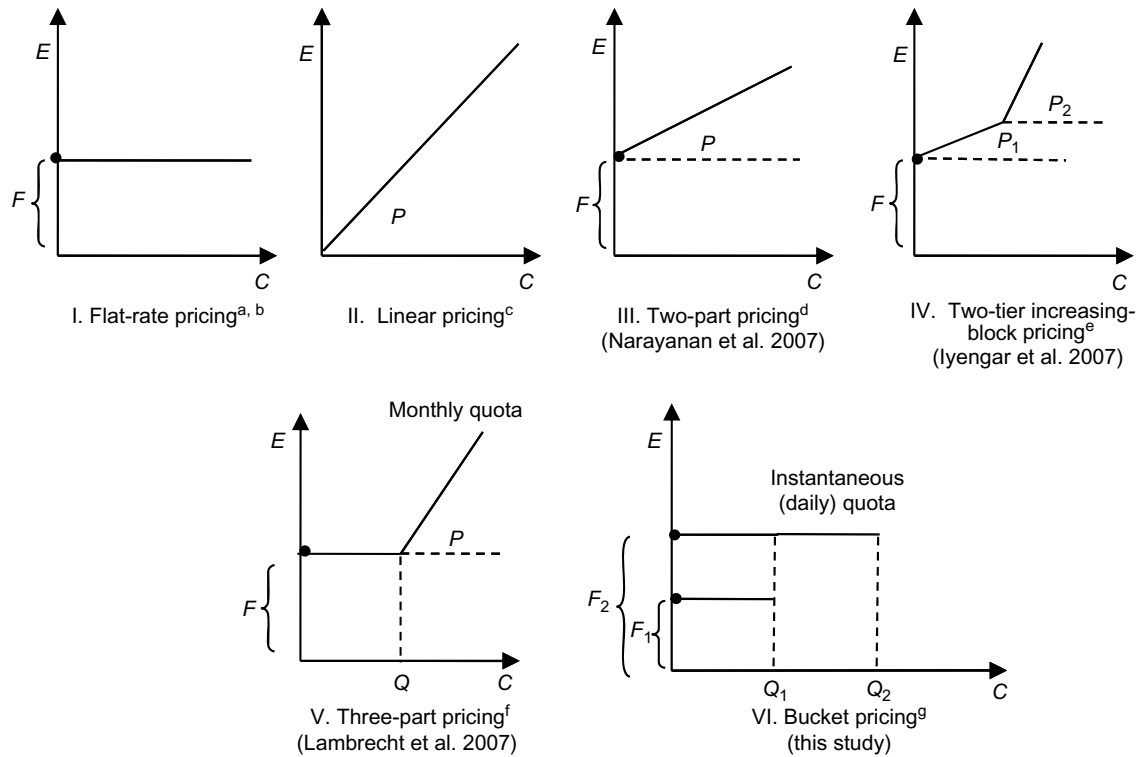 E
F
C
I. Flat-rate pricing^a, b
E
P
C
II. Linear pricing^c
E
P
F
C
III. Two-part pricing^d
(Narayanan et al. 2007)
E
P2
P1
F
C
IV. Two-tier increasing-
block pricing^e
(Iyengar et al. 2007)
Monthly quota
E
P
F
Q
C
V. Three-part pricing^f
(Lambrecht et al. 2007)
E
Instantaneous
(daily) quota
F2
F1
Q1
Q2
C
VI. Bucket pricing^g
(this study)